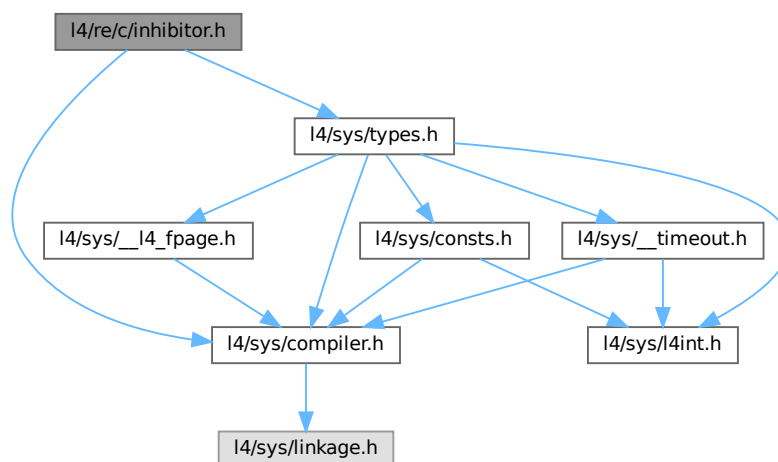 l4/re/c/inhibitor.h
l4/sys/types.h
l4/sys/__l4_fpage.h
l4/sys/consts.h
l4/sys/__timeout.h
l4/sys/compiler.h
l4/sys/l4int.h
l4/sys/linkage.h